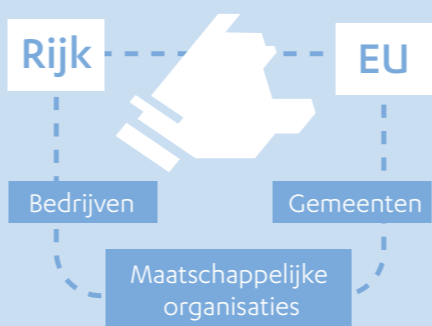 Rijk
EU
Bedrijven
Gemeenten
Maatschappelijke
organisaties